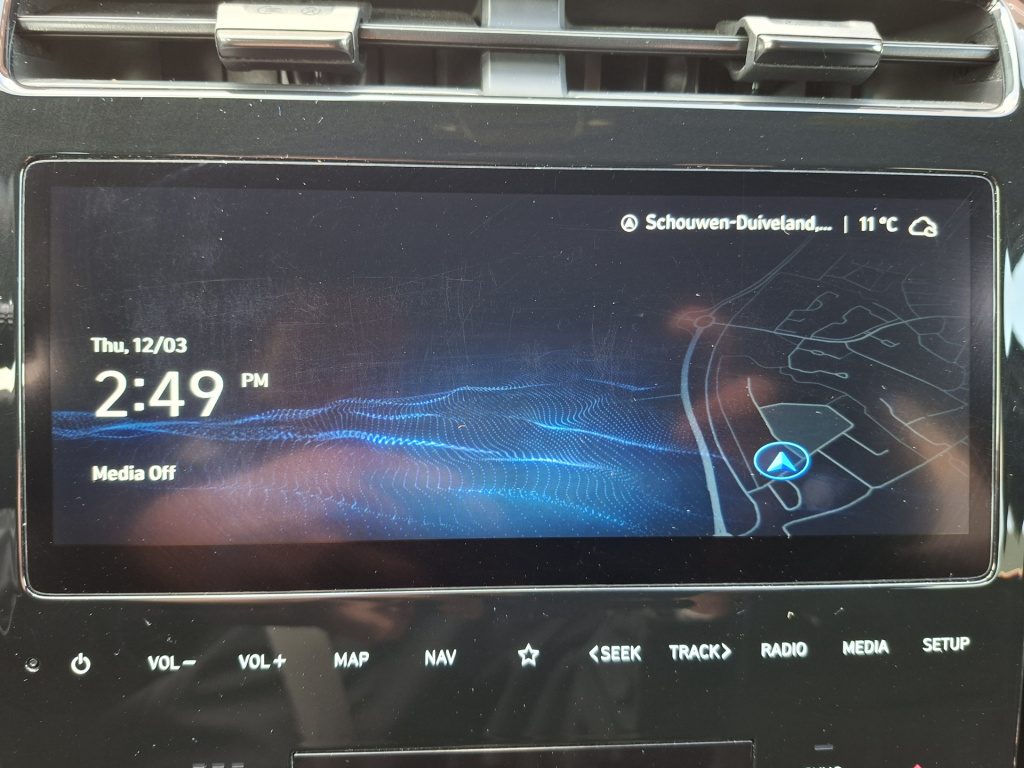 Schouwen-Duiveland,... | 11 °C
Thu, 12/03
2:49 PM
Media Off
VOL− VOL+ MAP NAV <SEEK TRACK> RADIO MEDIA SETUP